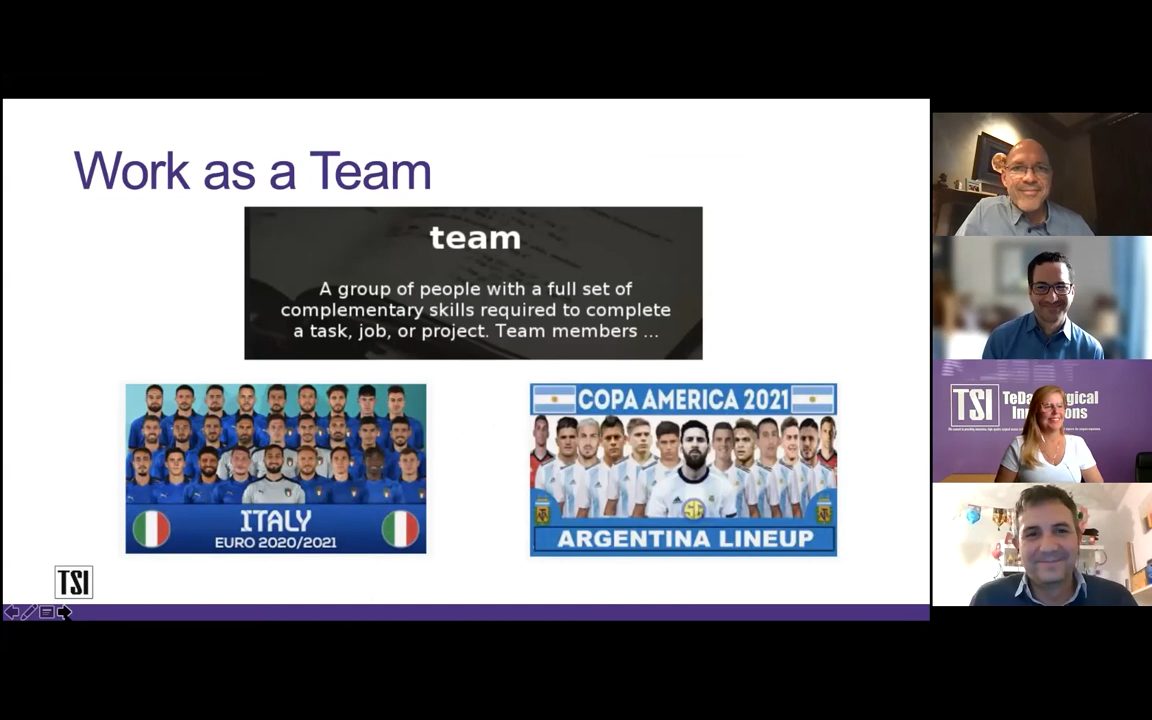 Work as a Team
team
A group of people with a full set of
complementary skills required to complete
a task, job, or project. Team members ...
ITALY
EURO 2020/2021
COPA AMERICA 2021
ARGENTINA LINEUP
TSI
TSI